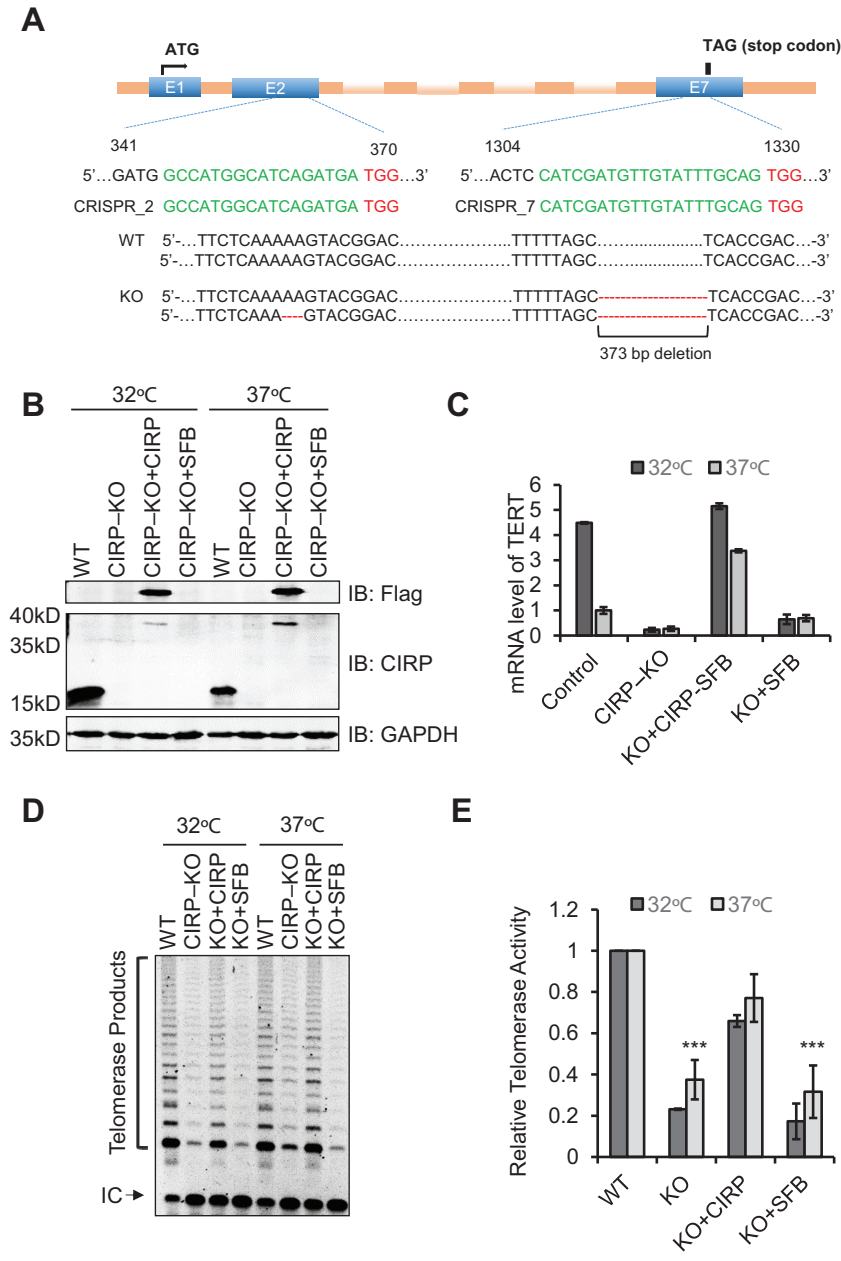 A
ATG
TAG (stop codon)
E1
E2
E7
341
370
1304
1330
5’…GATG GCCATGGCATCAGATGA TGG…3’
5’…ACTC CATCGATGTTGTATTTGCAG TGG…3’
CRISPR_2 GCCATGGCATCAGATGA TGG
CRISPR_7 CATCGATGTTGTATTTGCAG TGG
WT 5’-…TTCTCAAAAAGTACGGAC…………………..TTTTTAGC…...................TCACCGAC…-3’
5’-…TTCTCAAAAAGTACGGAC…………………..TTTTTAGC…...................TCACCGAC…-3’
KO 5’-…TTCTCAAAAAGTACGGAC…………………..TTTTTAGC--------------------TCACCGAC…-3’
5’-…TTCTCAAA----GTACGGAC…………………..TTTTTAGC--------------------TCACCGAC…-3’
373 bp deletion
B
32ºC
37ºC
WT
CIRP–KO
CIRP–KO+CIRP
CIRP–KO+SFB
WT
CIRP–KO
CIRP–KO+CIRP
CIRP–KO+SFB
IB: Flag
40kD
35kD
IB: CIRP
15kD
35kD
IB: GAPDH
C
32ºC
37ºC
mRNA level of TERT
6
5
4
3
2
1
0
Control
CIRP–KO
KO+CIRP-SFB
KO+SFB
D
32ºC
37ºC
WT
CIRP–KO
KO+CIRP
KO+SFB
WT
CIRP–KO
KO+CIRP
KO+SFB
Telomerase Products
IC
E
32ºC
37ºC
Relative Telomerase Activity
1.2
1
0.8
0.6
0.4
0.2
0
***
***
WT
KO
KO+CIRP
KO+SFB